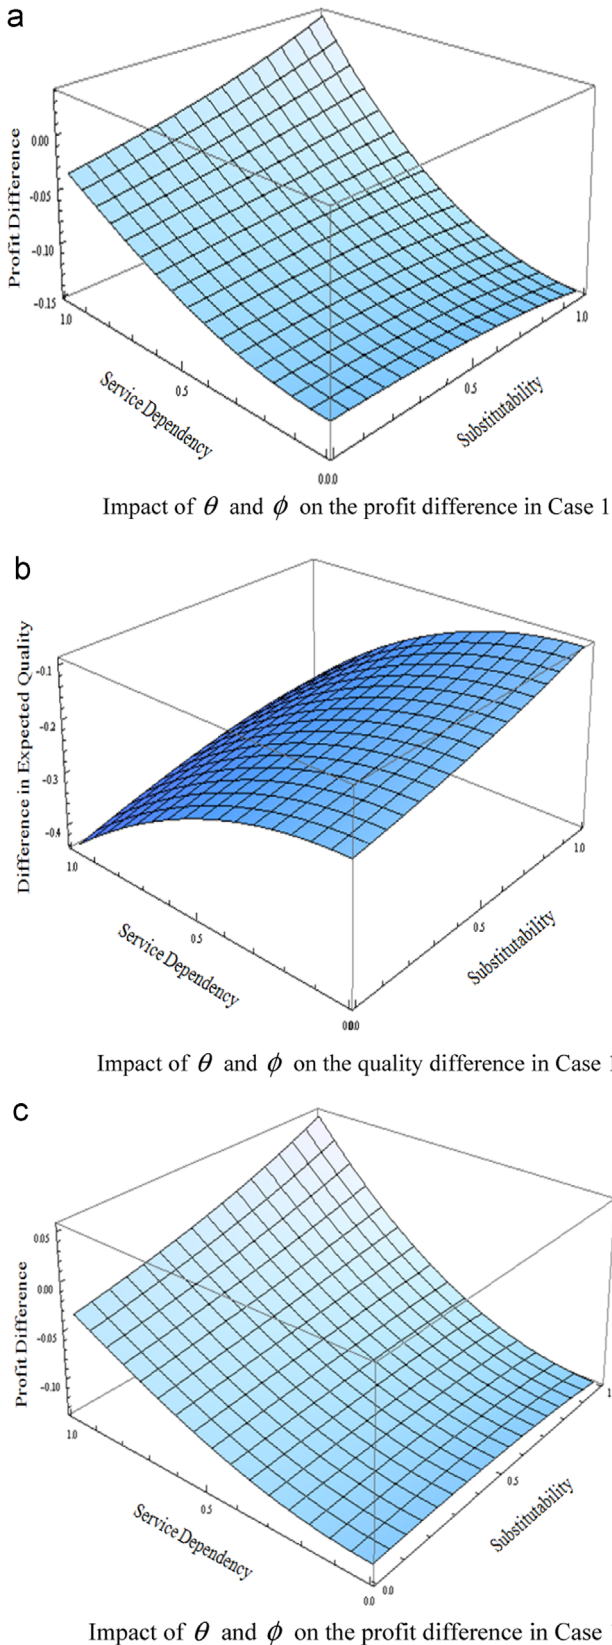 a
0.00
-0.05
-0.10
-0.15
Profit Difference
1.0
0.5
0.0.0
Service Dependency
1.0
0.5
Substitutability
Impact of θ and ϕ on the profit difference in Case 1
b
-0.1
-0.2
-0.3
-0.4
Difference in Expected Quality
1.0
0.5
Service Dependency
1.0
0.5
Substitutability
Impact of θ and ϕ on the quality difference in Case 1
c
0.05
0.00
-0.05
-0.10
Profit Difference
1.0
0.5
0.0
Service Dependency
1
0.5
0.0
Substitutability
Impact of θ and ϕ on the profit difference in Case